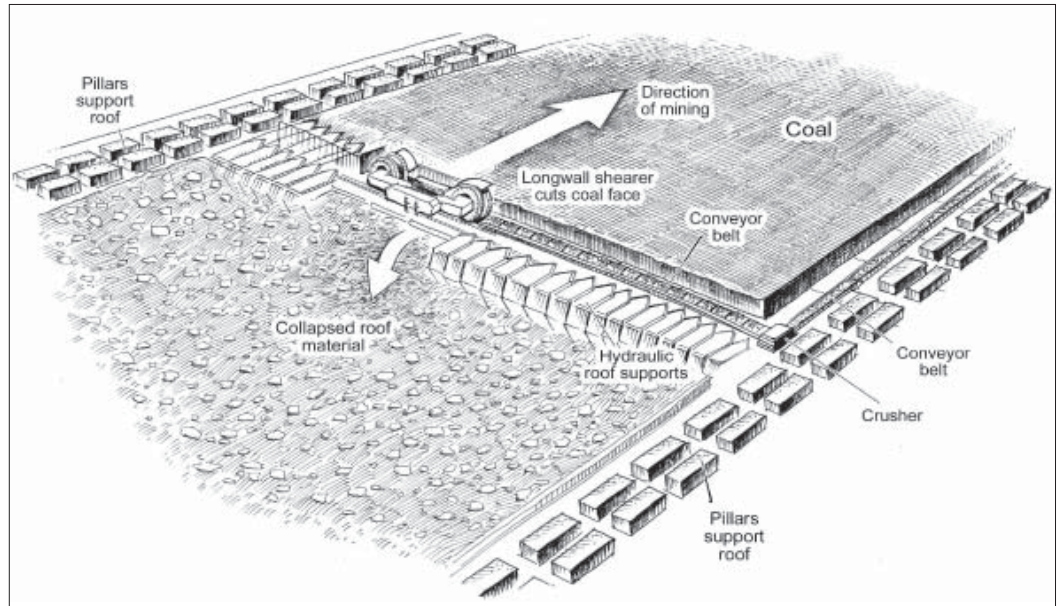 Pillars
support
roof
Direction
of mining
Coal
Longwall shearer
cuts coal face
Conveyor
belt
Collapsed roof
material
Hydraulic
roof supports
Conveyor
belt
Crusher
Pillars
support
roof